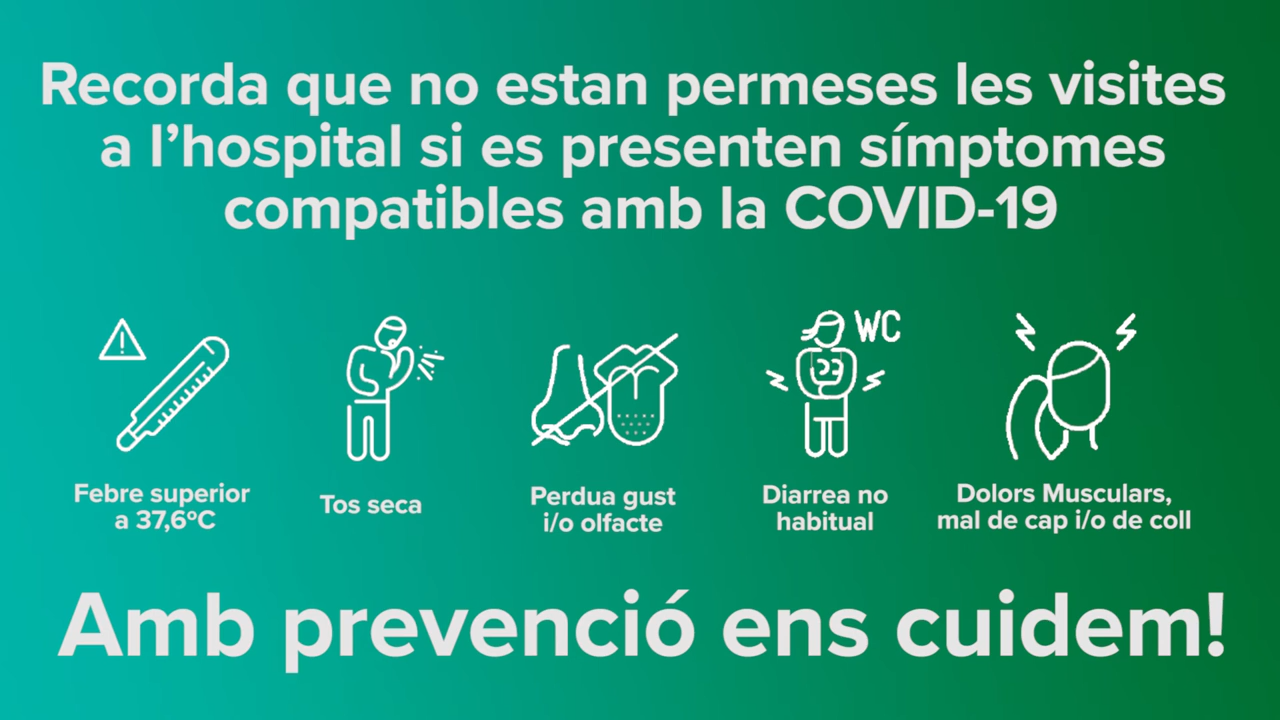 Recorda que no estan permeses les visites
a l’hospital si es presenten símptomes
compatibles amb la COVID-19
WC
Febre superior
a 37,6ºC
Tos seca
Perdua gust
i/o olfacte
Diarrea no
habitual
Dolors Musculars,
mal de cap i/o de coll
Amb prevenció ens cuidem!